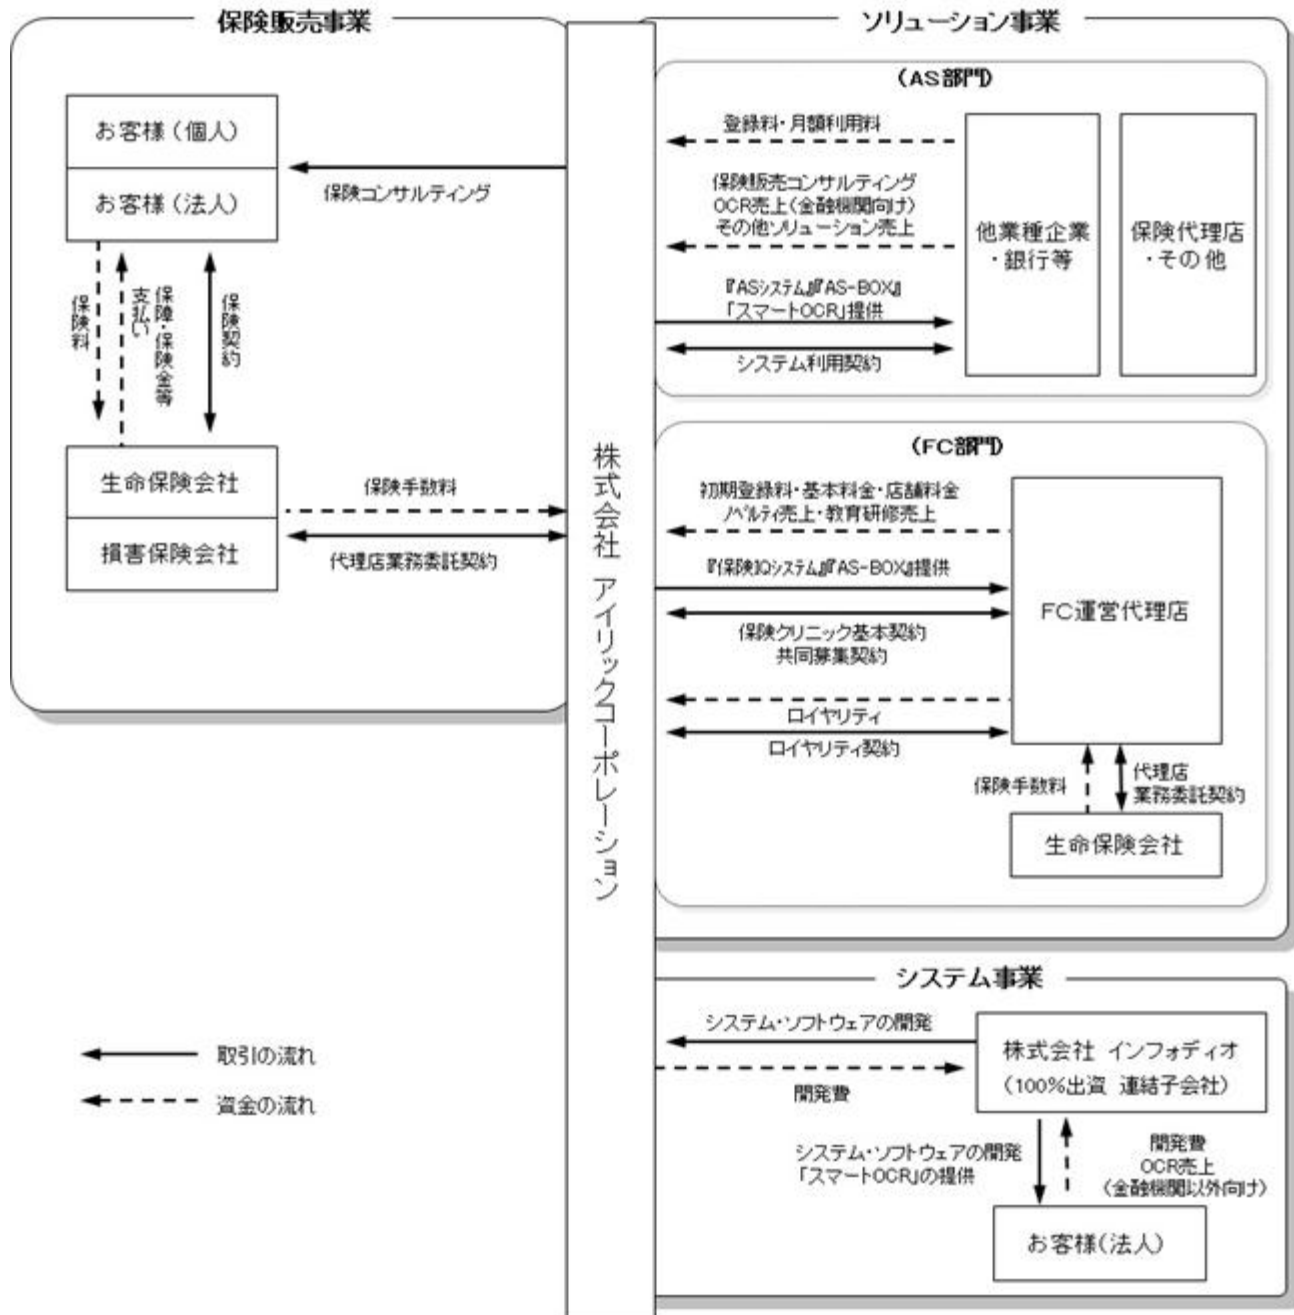 保険販売事業
お客様（個人）
お客様（法人）
保険コンサルティング
保険料
保障・保険金等
支払い
保険契約
生命保険会社
損害保険会社
保険手数料
代理店業務委託契約
取引の流れ
資金の流れ
株式会社 アイリックコーポレーション
ソリューション事業
（AS部門）
登録料・月額利用料
保険販売コンサルティング
OCR売上（金融機関向け）
その他ソリューション売上
『ASシステム』『AS-BOX』
「スマートOCR」提供
システム利用契約
他業種企業
・銀行等
保険代理店
・その他
（FC部門）
初期登録料・基本料金・店舗料金
ノベルティ売上・教育研修売上
『保険IQシステム』『AS-BOX』提供
保険クリニック基本契約
共同募集契約
ロイヤリティ
ロイヤリティ契約
FC運営代理店
保険手数料
代理店
業務委託契約
生命保険会社
システム事業
システム・ソフトウェアの開発
開発費
株式会社 インフォディオ
（100％出資 連結子会社）
システム・ソフトウェアの開発
「スマートOCR」の提供
開発費
OCR売上
（金融機関以外向け）
お客様（法人）